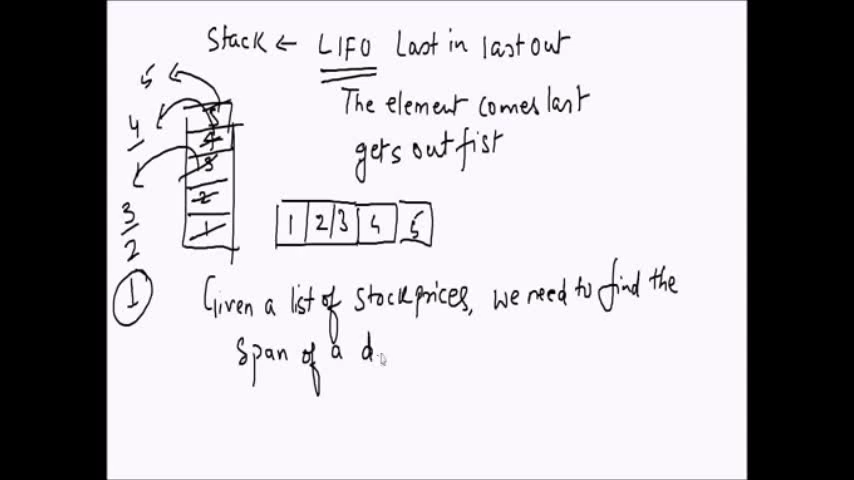 Stack ← LIFO Last in last out
The element comes last
gets out fist
5
4
3
2
1
5
4
3
2
1
1 2 3 4 5
Given a list of stock prices, we need to find the
span of a d